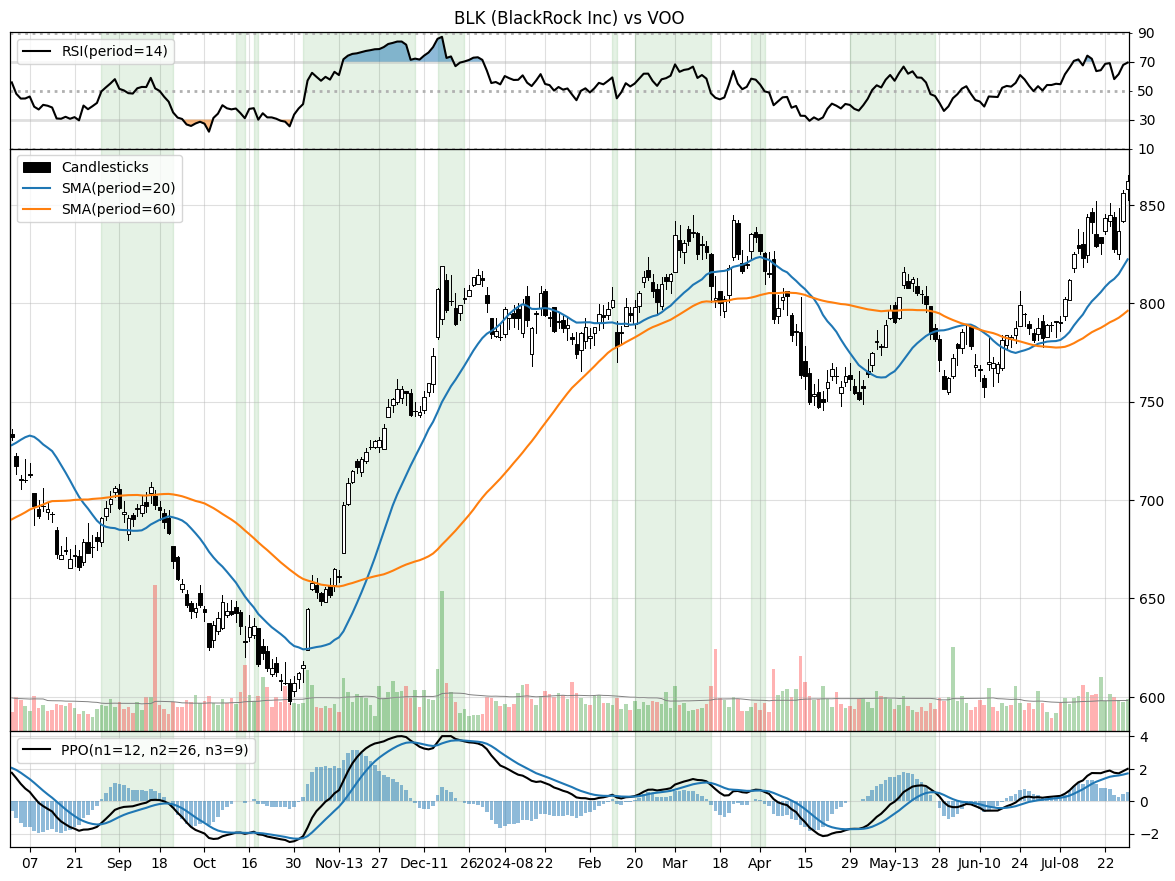 BLK (BlackRock Inc) vs VOO
RSI(period=14)
90
70
50
30
10
Candlesticks
SMA(period=20)
SMA(period=60)
850
800
750
700
650
600
PPO(n1=12, n2=26, n3=9)
4
2
0
−2
07 21 Sep 18 Oct 16 30 Nov-13 27 Dec-11 26 2024-08 22 Feb 20 Mar 18 Apr 15 29 May-13 28 Jun-10 24 Jul-08 22